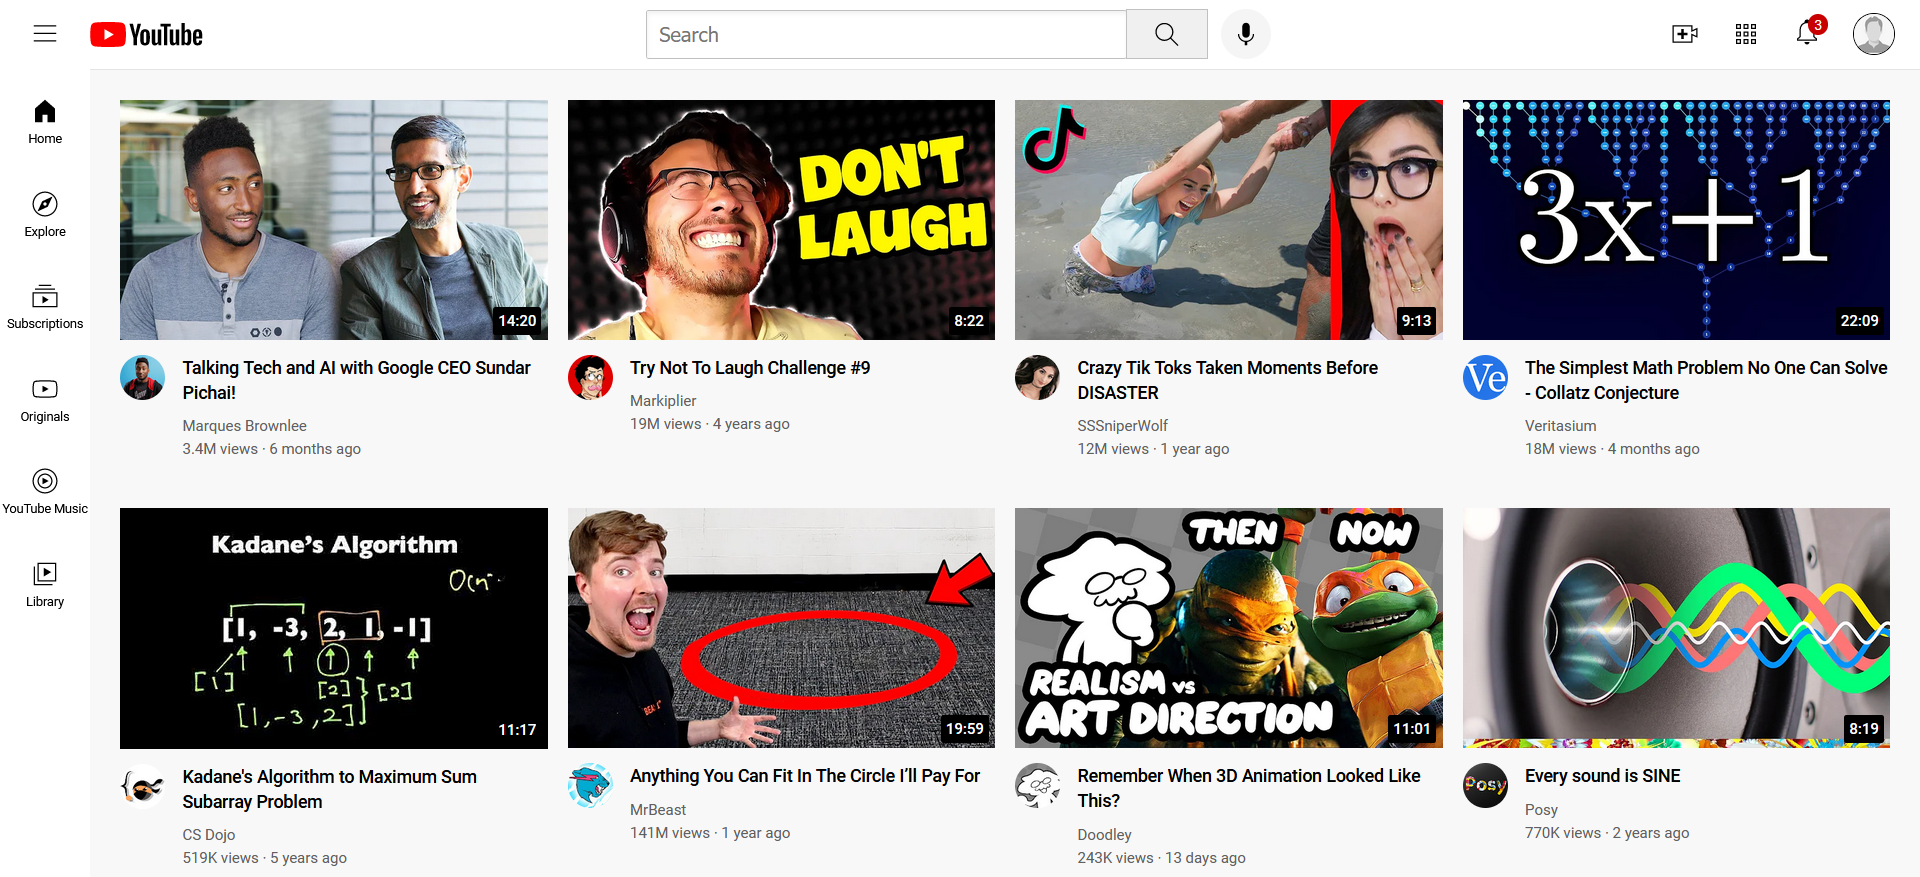 YouTube
Search
3
Home
Explore
Subscriptions
Originals
YouTube Music
Library
14:20
Talking Tech and AI with Google CEO Sundar
Pichai!
Marques Brownlee
3.4M views · 6 months ago
DON'T
LAUGH
8:22
Try Not To Laugh Challenge #9
Markiplier
19M views · 4 years ago
9:13
Crazy Tik Toks Taken Moments Before
DISASTER
SSSniperWolf
12M views · 1 year ago
3x+1
22:09
Ve
The Simplest Math Problem No One Can Solve
- Collatz Conjecture
Veritasium
18M views · 4 months ago
Kadane's Algorithm
[1, -3, 2, 1, -1]
[1]
[2]
[2]
[1,-3,2]
11:17
Kadane's Algorithm to Maximum Sum
Subarray Problem
CS Dojo
519K views · 5 years ago
19:59
Anything You Can Fit In The Circle I’ll Pay For
MrBeast
141M views · 1 year ago
THEN NOW
REALISM vs
ART DIRECTION
11:01
Remember When 3D Animation Looked Like
This?
Doodley
243K views · 13 days ago
8:19
Posy
Every sound is SINE
Posy
770K views · 2 years ago